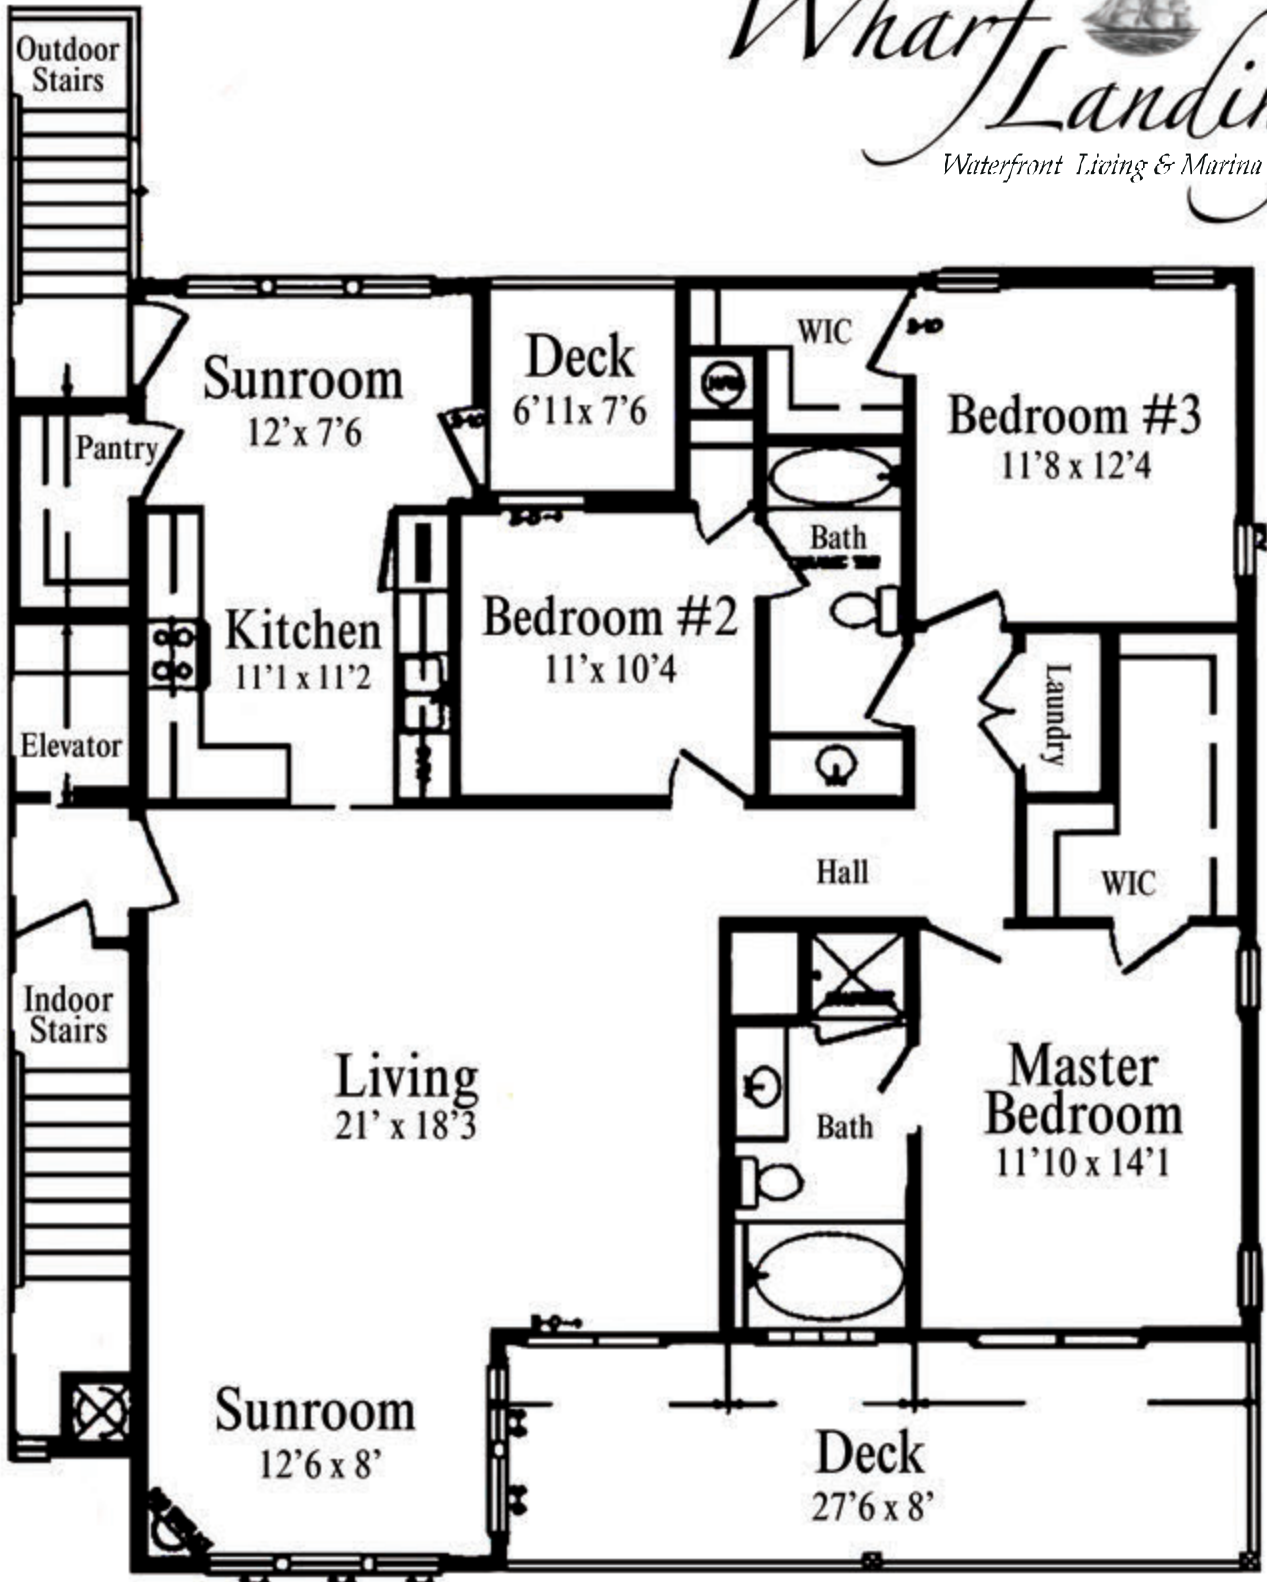 Wharf
Landin
Waterfront Living & Marina
Outdoor
Stairs
Sunroom
12'x 7'6
Deck
6'11x 7'6
WIC
Bedroom #3
11'8 x 12'4
Pantry
Bath
Kitchen
11'1 x 11'2
Bedroom #2
11'x 10'4
Laundry
Elevator
Hall
WIC
Indoor
Stairs
Living
21' x 18'3
Bath
Master
Bedroom
11'10 x 14'1
Sunroom
12'6 x 8'
Deck
27'6 x 8'